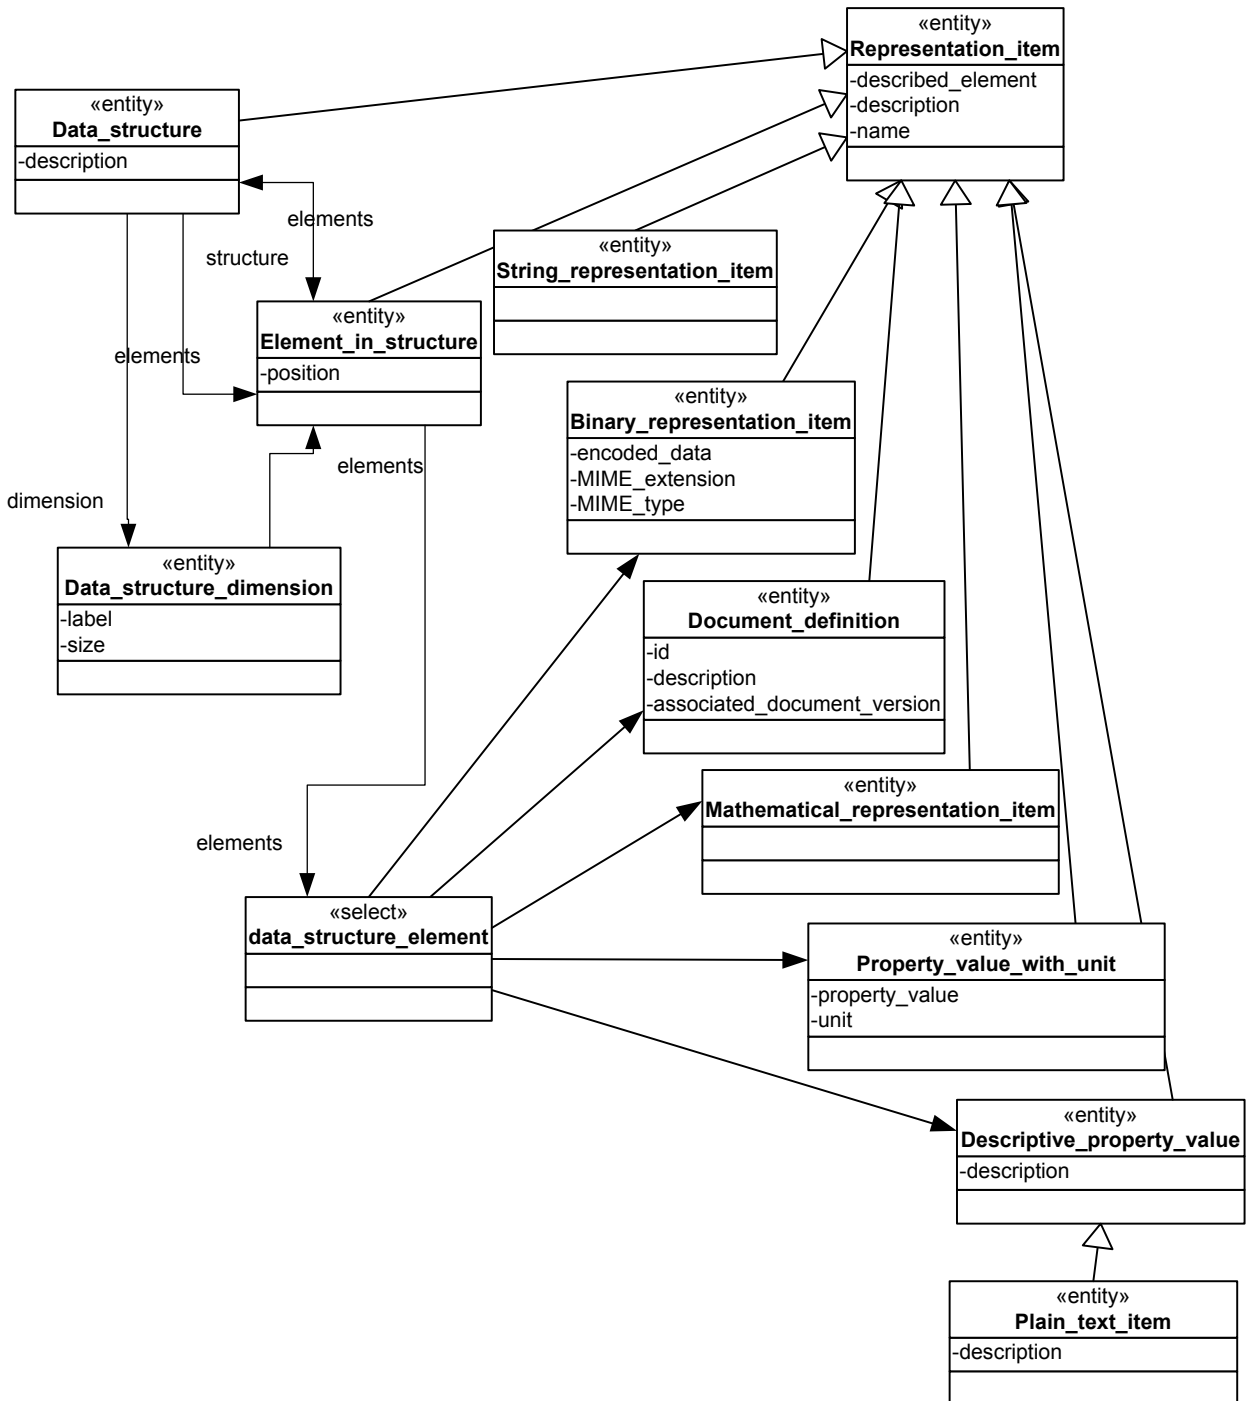 «entity»
Representation_item
-described_element
-description
-name
«entity»
Data_structure
-description
elements
structure
«entity»
String_representation_item
«entity»
Element_in_structure
-position
elements
«entity»
Binary_representation_item
-encoded_data
-MIME_extension
-MIME_type
elements
dimension
«entity»
Data_structure_dimension
-label
-size
«entity»
Document_definition
-id
-description
-associated_document_version
«entity»
Mathematical_representation_item
elements
«select»
data_structure_element
«entity»
Property_value_with_unit
-property_value
-unit
«entity»
Descriptive_property_value
-description
«entity»
Plain_text_item
-description